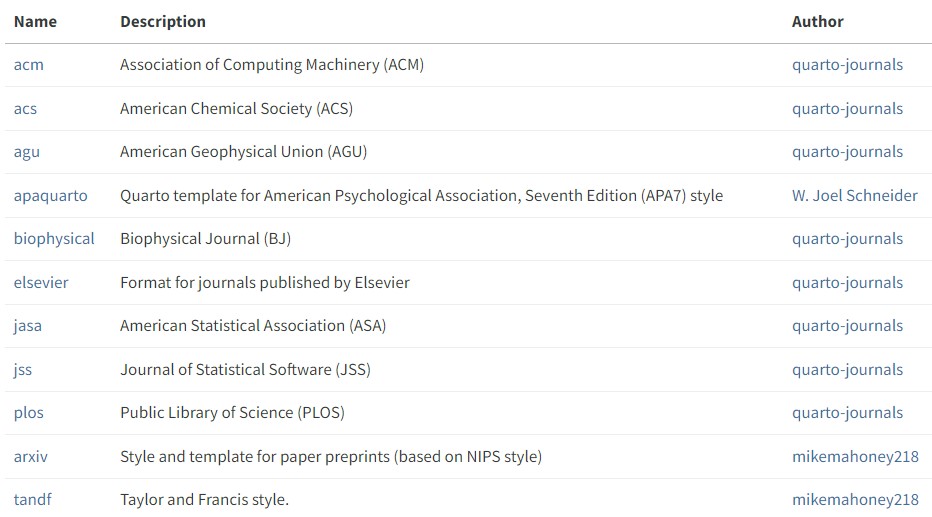 Name Description Author
acm Association of Computing Machinery (ACM) quarto-journals
acs American Chemical Society (ACS) quarto-journals
agu American Geophysical Union (AGU) quarto-journals
apaquarto Quarto template for American Psychological Association, Seventh Edition (APA7) style W. Joel Schneider
biophysical Biophysical Journal (BJ) quarto-journals
elsevier Format for journals published by Elsevier quarto-journals
jasa American Statistical Association (ASA) quarto-journals
jss Journal of Statistical Software (JSS) quarto-journals
plos Public Library of Science (PLOS) quarto-journals
arxiv Style and template for paper preprints (based on NIPS style) mikemahoney218
tandf Taylor and Francis style. mikemahoney218